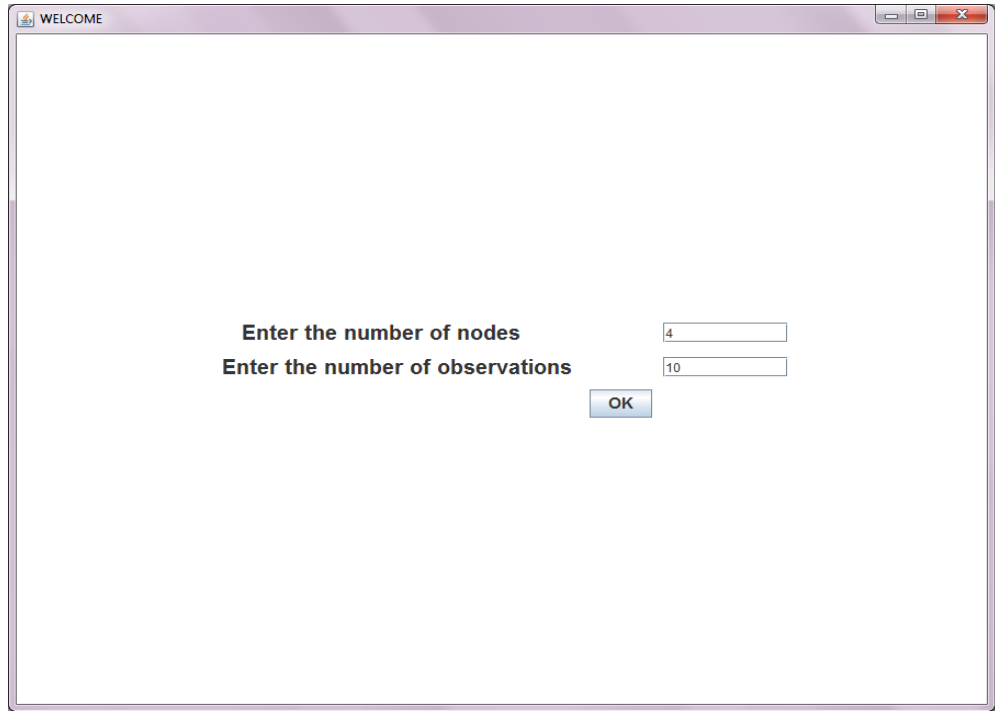 WELCOME
Enter the number of nodes 4
Enter the number of observations 10
OK